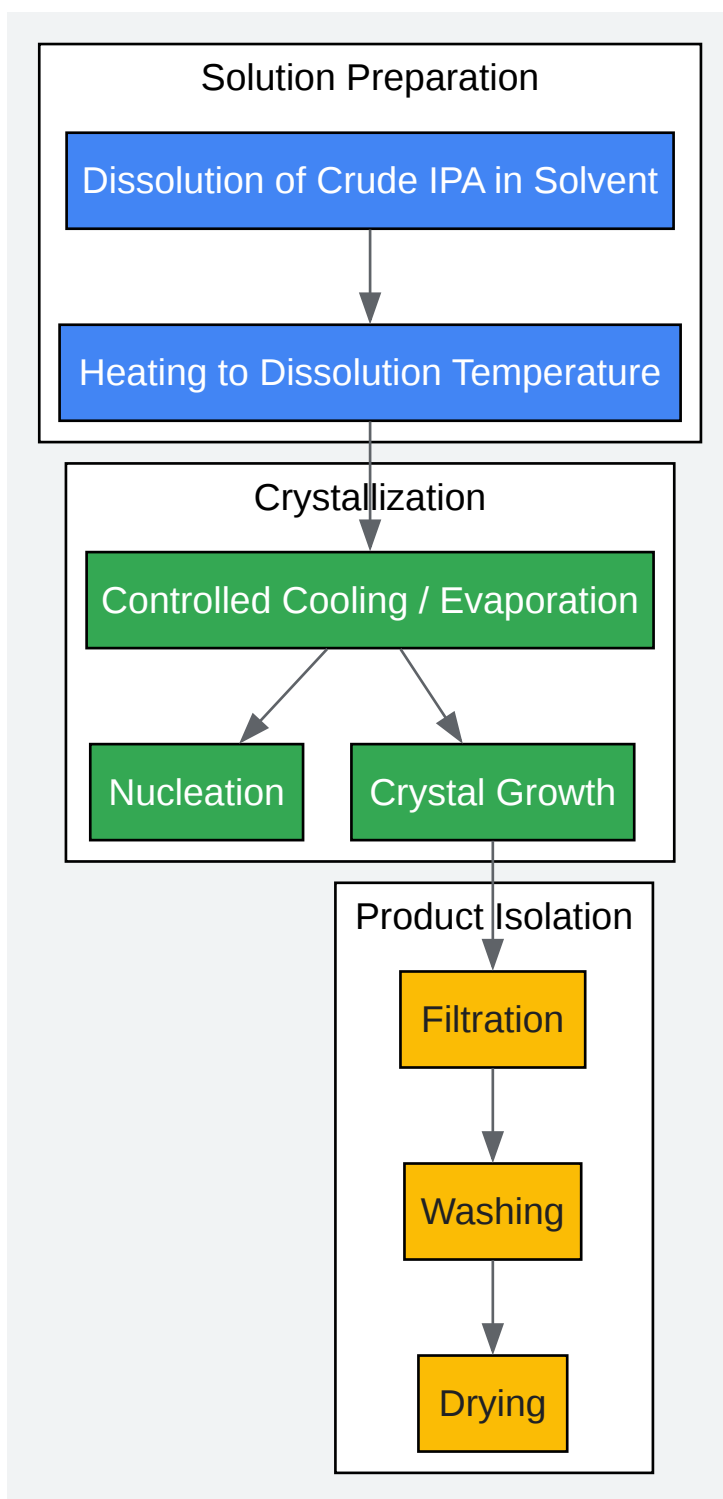 Solution Preparation
Dissolution of Crude IPA in Solvent
Heating to Dissolution Temperature
Crystallization
Controlled Cooling / Evaporation
Nucleation
Crystal Growth
Product Isolation
Filtration
Washing
Drying